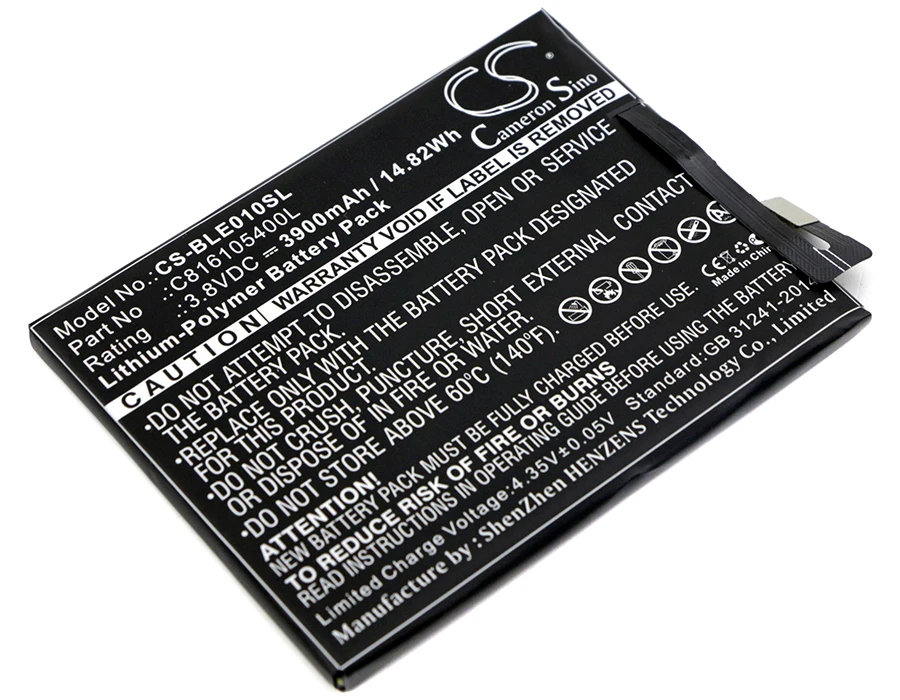 CS
Cameron Sino
Model No.:CS-BLE010SL
Part No :C816105400L
Rating :3.8VDC ⎓ 3900mAh / 14.82Wh
Lithium-Polymer Battery Pack
CAUTION WARRANTY VOID IF LABEL IS REMOVED
•DO NOT ATTEMPT TO DISASSEMBLE, OPEN OR SERVICE
THE BATTERY PACK.
•REPLACE ONLY WITH THE BATTERY PACK DESIGNATED
FOR THIS PRODUCT.
•DO NOT CRUSH, PUNCTURE, SHORT EXTERNAL CONTACTS,
OR DISPOSE OF IN FIRE OR WATER.
•DO NOT STORE ABOVE 60℃ (140℉).
ATTENTION:
NEW BATTERY PACK MUST BE FULLY CHARGED BEFORE USE.
TO REDUCE RISK OF FIRE OR BURNS
READ INSTRUCTIONS IN OPERATION MANUAL BEFORE USING.
Limited Charge Voltage:4.35V±0.05V Standard:GB 31241-2014
Manufacture by :ShenZhen HENZENS Technology Co., Limited
Made in China